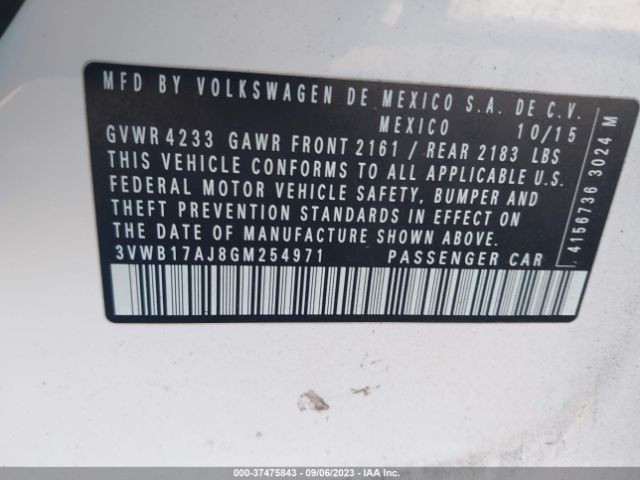 MFD BY VOLKSWAGEN DE MEXICO S.A. DE C.V.
MEXICO 10/15
GVWR 4233 GAWR FRONT 2161 / REAR 2183 LBS
THIS VEHICLE CONFORMS TO ALL APPLICABLE U.S.
FEDERAL MOTOR VEHICLE SAFETY, BUMPER AND
THEFT PREVENTION STANDARDS IN EFFECT ON
THE DATE OF MANUFACTURE SHOWN ABOVE.
3VWB17AJ8GM254971 PASSENGER CAR
4156736 3024 M
000-37475843 - 09/06/2023 - IAA Inc.